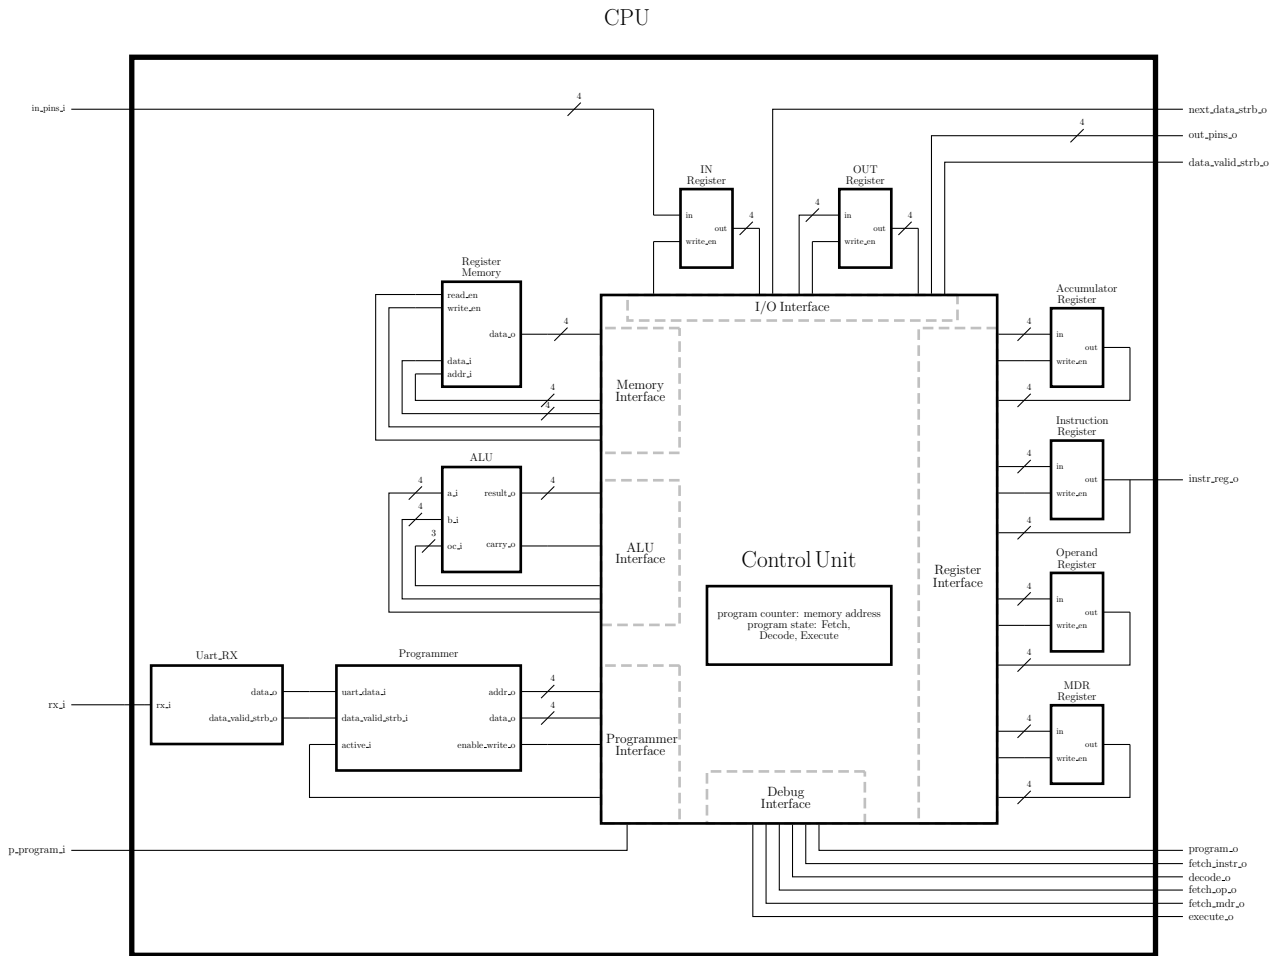 CPU
in_pins_i
4
next_data_strb_o
4
out_pins_o
data_valid_strb_o
IN
Register
in
out
write_en
4
OUT
Register
4
in
out
write_en
4
Register
Memory
read_en
write_en
data_o
data_i
addr_i
4
4
4
I/O Interface
Memory
Interface
Accumulator
Register
4
in
out
write_en
4
Instruction
Register
4
in
out
write_en
4
instr_reg_o
ALU
4
a_i
result_o
4
4
b_i
3
oc_i
carry_o
ALU
Interface
Control Unit
program counter: memory address
program state: Fetch,
Decode, Execute
Register
Interface
Operand
Register
4
in
out
write_en
4
Uart_RX
rx_i
rx_i
data_o
data_valid_strb_o
Programmer
uart_data_i
data_valid_strb_i
active_i
addr_o
data_o
enable_write_o
4
4
Programmer
Interface
MDR
Register
4
in
out
write_en
4
Debug
Interface
p_program_i
program_o
fetch_instr_o
decode_o
fetch_op_o
fetch_mdr_o
execute_o